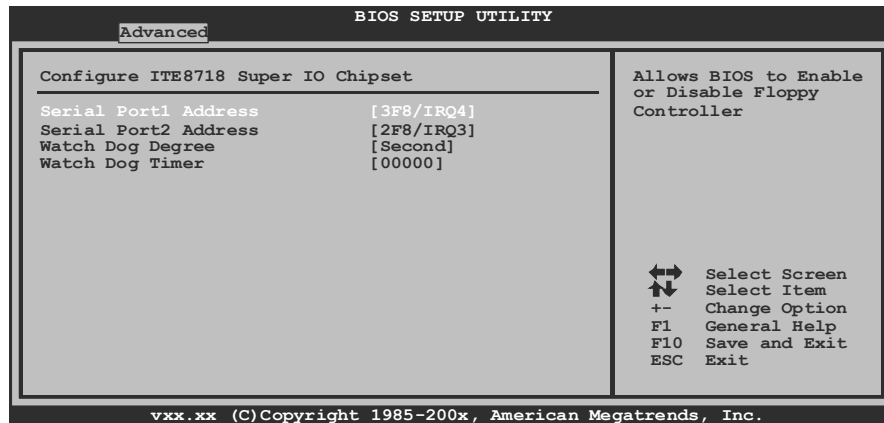 BIOS SETUP UTILITY
Advanced
Configure ITE8718 Super IO Chipset
Serial Port1 Address [3F8/IRQ4]
Serial Port2 Address [2F8/IRQ3]
Watch Dog Degree [Second]
Watch Dog Timer [00000]
Allows BIOS to Enable
or Disable Floppy
Controller
Select Screen
Select Item
+- Change Option
F1 General Help
F10 Save and Exit
ESC Exit
vxx.xx (C)Copyright 1985-200x, American Megatrends, Inc.